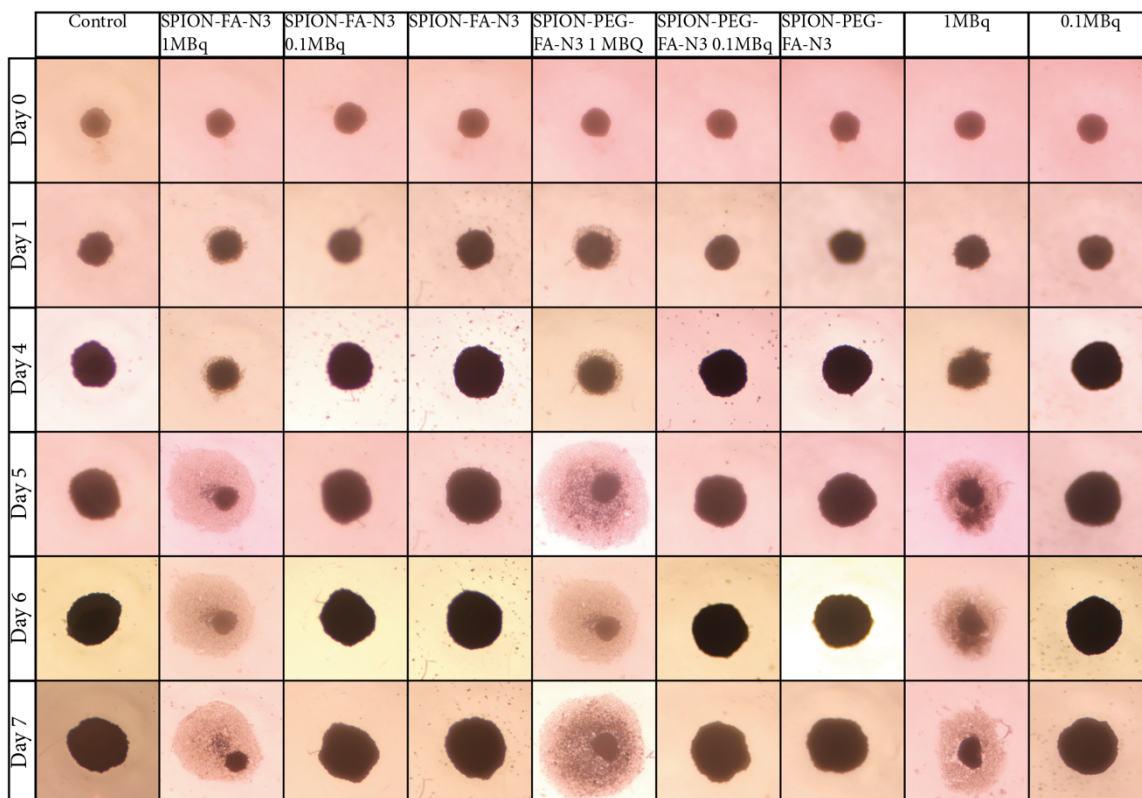 Control
SPION-FA-N3
1MBq
SPION-FA-N3
0.1MBq
SPION-FA-N3
SPION-PEG-
FA-N3 1 MBQ
SPION-PEG-
FA-N3 0.1MBq
SPION-PEG-
FA-N3
1MBq
0.1MBq
Day 0
Day 1
Day 4
Day 5
Day 6
Day 7